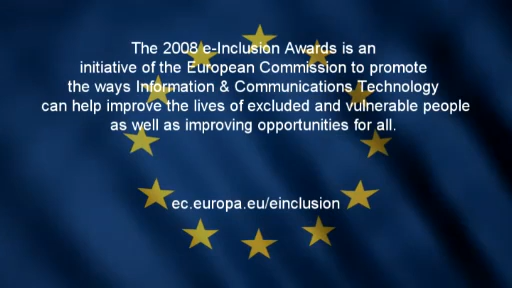 The 2008 e-Inclusion Awards is an
initiative of the European Commission to promote
the ways Information & Communications Technology
can help improve the lives of excluded and vulnerable people
as well as improving opportunities for all.
ec.europa.eu/einclusion